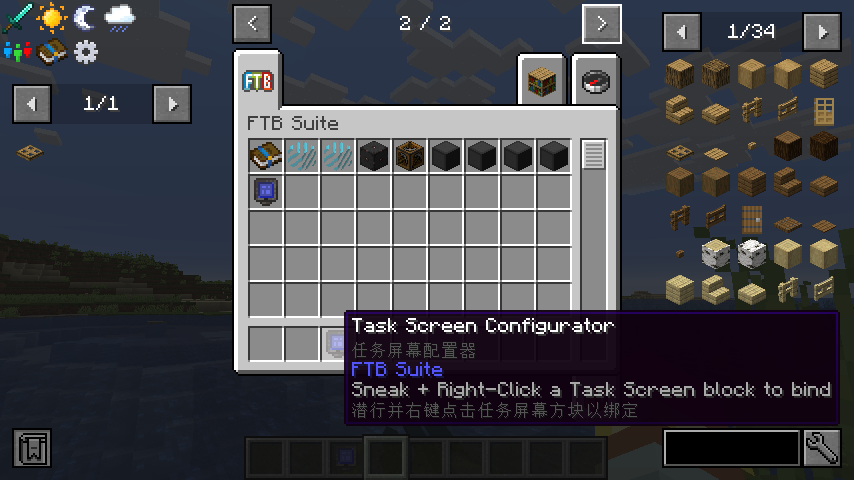 < 2 / 2 >
1/34
1/1
FTB
FTB Suite
Task Screen Configurator
任务屏幕配置器
FTB Suite
Sneak + Right-Click a Task Screen block to bind
潜行并右键点击任务屏幕方块以绑定